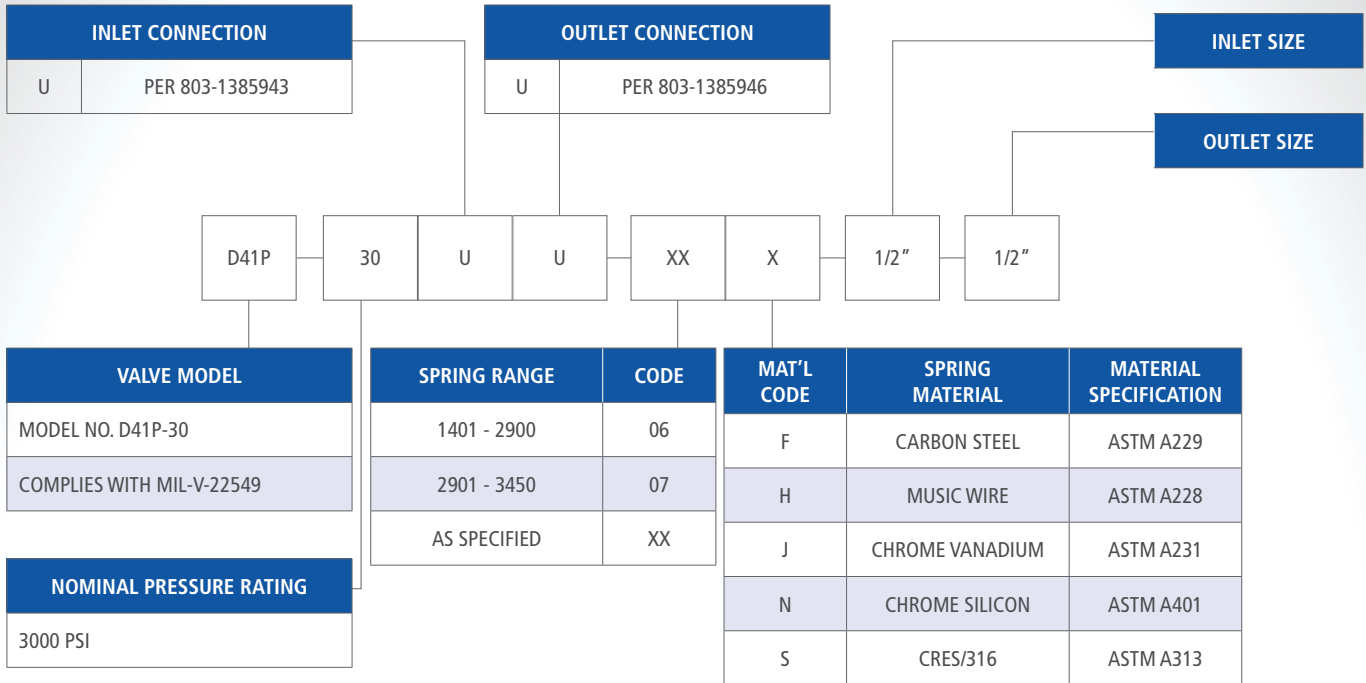 INLET CONNECTION
U PER 803-1385943
OUTLET CONNECTION
U PER 803-1385946
INLET SIZE
OUTLET SIZE
D41P 30 U U XX X 1/2" 1/2"
VALVE MODEL
MODEL NO. D41P-30
COMPLIES WITH MIL-V-22549
NOMINAL PRESSURE RATING
3000 PSI
SPRING RANGE CODE
1401 - 2900 06
2901 - 3450 07
AS SPECIFIED XX
MAT'L SPRING MATERIAL
CODE MATERIAL SPECIFICATION
F CARBON STEEL ASTM A229
H MUSIC WIRE ASTM A228
J CHROME VANADIUM ASTM A231
N CHROME SILICON ASTM A401
S CRES/316 ASTM A313